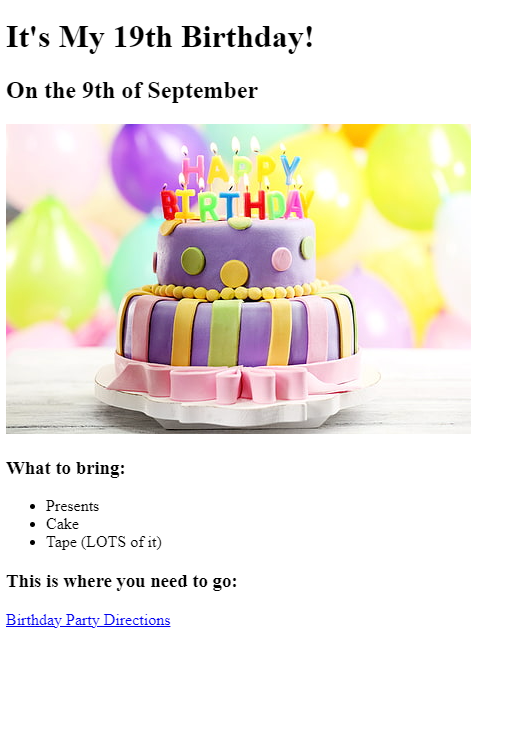 It's My 19th Birthday!
On the 9th of September
HAPPY
BIRTHDAY
What to bring:
Presents
Cake
Tape (LOTS of it)
This is where you need to go:
Birthday Party Directions